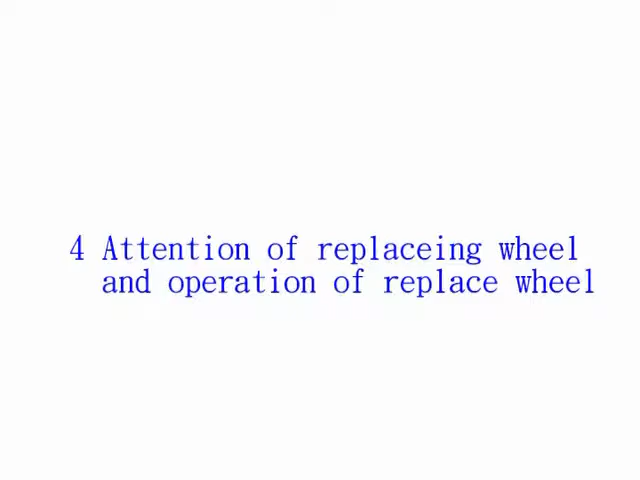 4 Attention of replaceing wheel
and operation of replace wheel